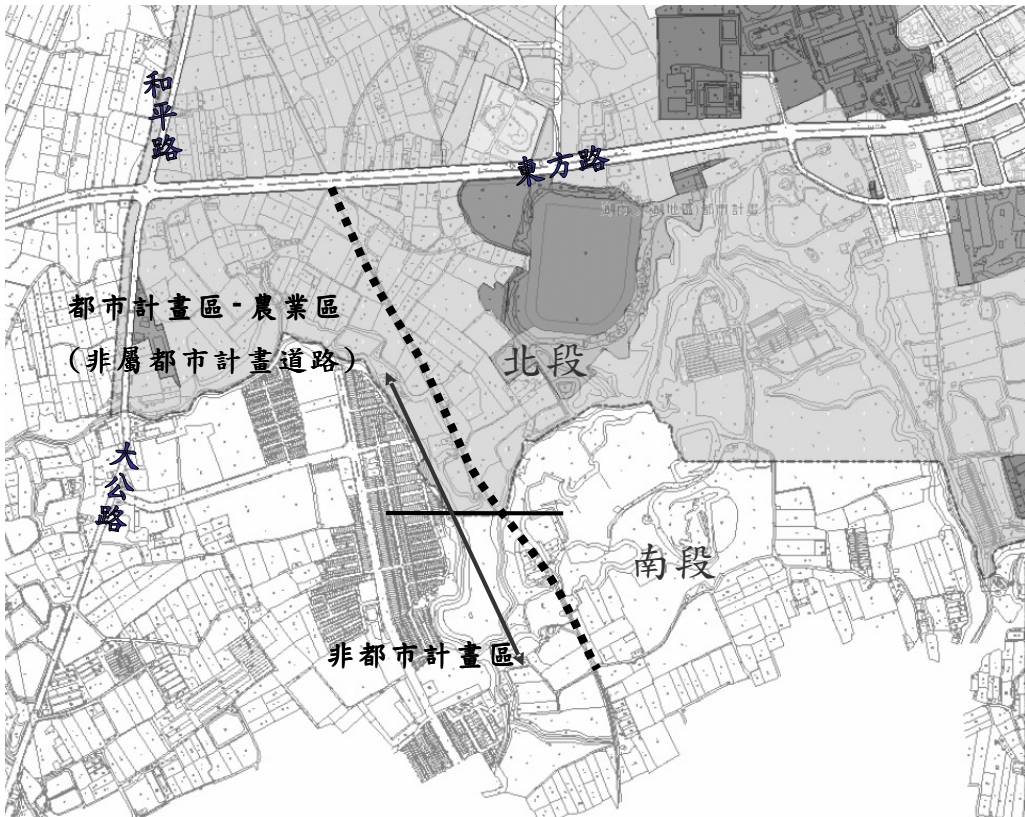 和平路
東方路
都市計畫區-農業區
(非屬都市計畫道路)
北段
大公路
南段
非都市計畫區